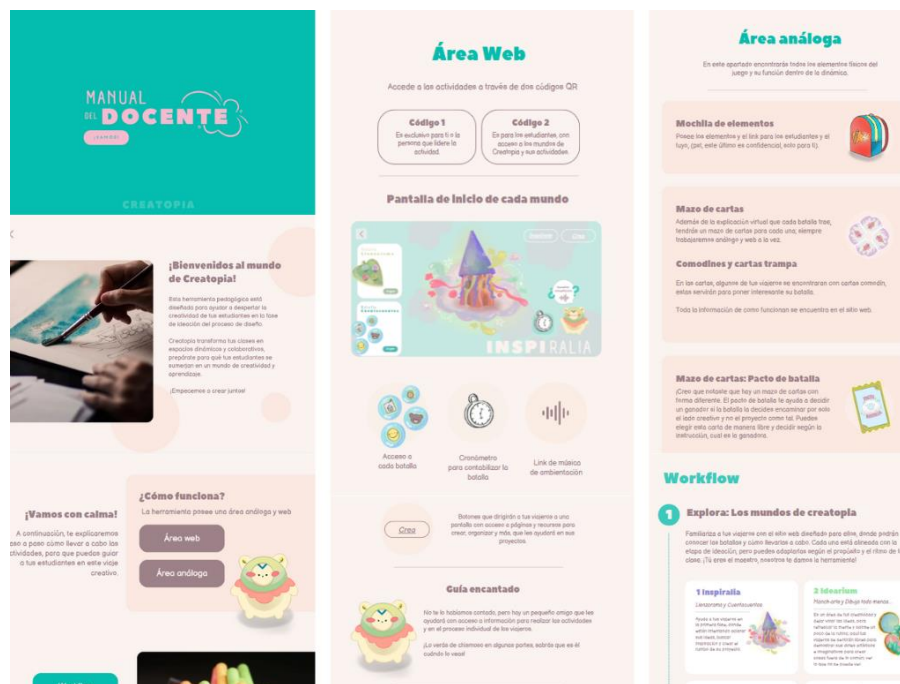 MANUAL
DEL DOCENTE
¡VAMOS!
CREATOPIA
¡Bienvenidos al mundo
de Creatopia!
Esta herramienta pedagógica está
diseñada para ayudar a despertar la
creatividad de tus estudiantes en la fase
de ideación del proceso de diseño.
Creatopia transforma tus clases en
espacios dinámicos y colaborativos,
prepárate para qué tus estudiantes se
sumerjan en un mundo de creatividad y
aprendizaje.
¡Empecemos a crear juntos!
¡Vamos con calma!
A continuación, te explicaremos
paso a paso cómo llevar a cabo las
actividades, para que puedas guiar
a tus estudiantes en este viaje
creativo.
¿Cómo funciona?
La herramienta posee una área análoga y web
Área web
Área análoga
Área Web
Accede a las actividades a través de dos códigos QR
Código 1
Es exclusivo para ti o la
persona que lidere la
actividad.
Código 2
Es para los estudiantes, con
acceso a los mundos de
Creatopia y sus actividades.
Pantalla de inicio de cada mundo
INSPIRALIA
Acceso a
cada batalla
Cronómetro
para contabilizar la
batalla
Link de música
de ambientación
Crea
Botones que dirigirán a tus viajeros a una
pantalla con acceso a páginas y recursos para
crear, organizar y más, que les ayudará en sus
proyectos.
Guía encantado
No te lo habíamos contado, pero hay un pequeño amigo que les
ayudará con acceso a información para realizar las actividades
y en el proceso individual de los viajeros.
¡Lo verás de chismoso en algunas partes, sabrás que es él
cuándo lo veas!
Área análoga
En este apartado encontrarás todos los elementos físicos del
juego y su función dentro de la dinámica.
Mochila de elementos
Posee los elementos y el link para los estudiantes y el
tuyo, (pst, este último es confidencial, solo para ti).
Mazo de cartas
Además de la explicación virtual que cada batalla trae,
tendrás un mazo de cartas para cada una, siempre
trabajaremos análogo y web a la vez.
Comodines y cartas trampa
En las cartas, algunos de tus viajeros se encontraran con cartas comodín,
estas servirán para poner interesante su batalla.
Toda la información de como funcionan se encuentra en el sitio web.
Mazo de cartas: Pacto de batalla
¡Creo que notaste que hay un mazo de cartas con
forma diferente. El pacto de batalla te ayuda a decidir
un ganador si la batalla la decides encaminar por solo
el lado creativo y no el proyecto como tal. Puedes
elegir esta carta de manera libre y decidir según la
instrucción, cual es la ganadora.
Workflow
1 Explora: Los mundos de creatopia
Familiariza a tus viajeros con el sitio web diseñado para ellos, donde podrán
conocer las batallas y cómo llevarlas a cabo. Cada una está alineada con la
etapa de ideación, pero puedes adaptarlas según el propósito y el ritmo de
clase. ¡Tú eres el maestro, nosotros te damos la herramienta!
1 Inspiralia
Lienzorama y Cuentacuentos
2 Idearium